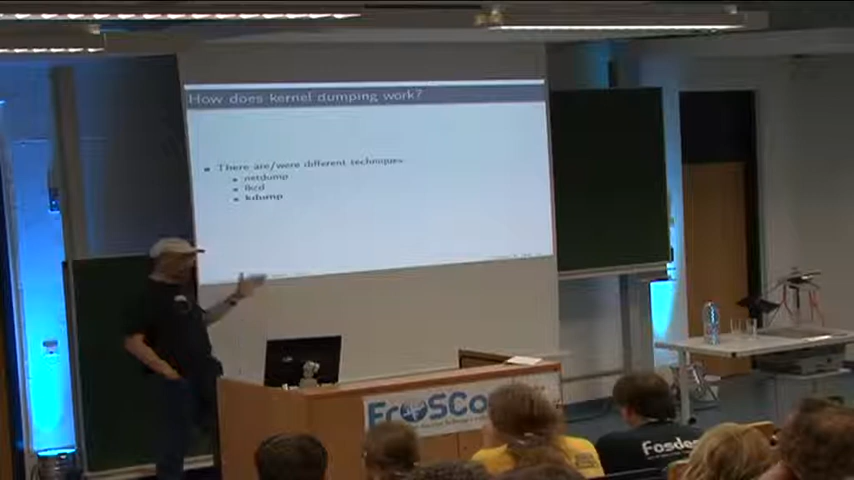 How does kernel dumping work?
There are/were different techniques
netdump
lkcd
kdump
FrOSCon
Fosdem